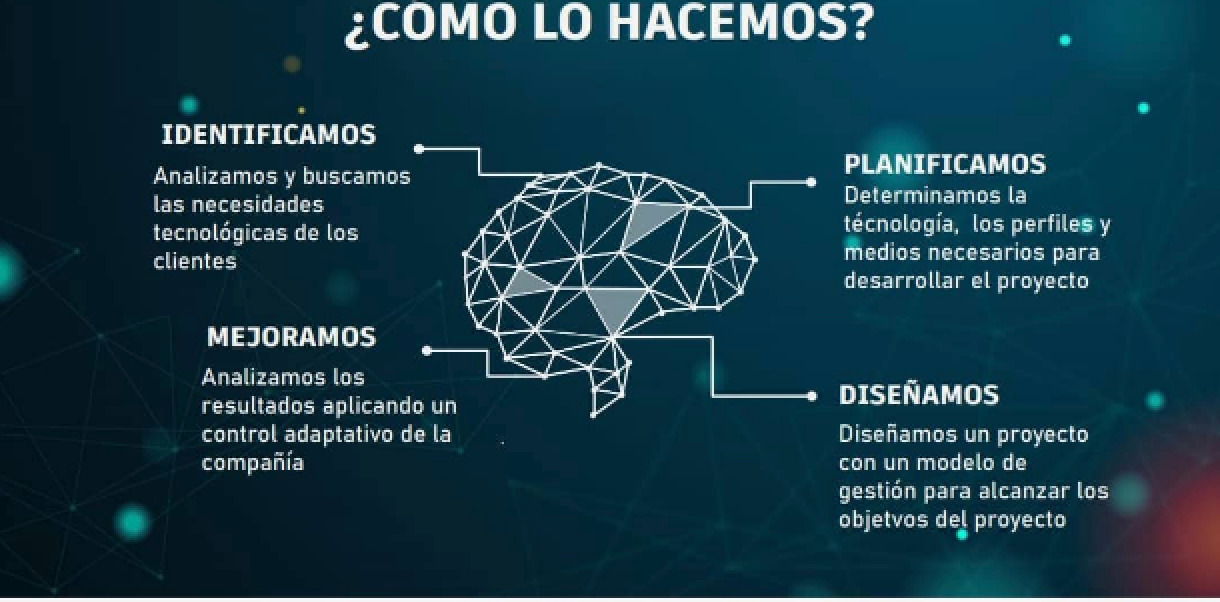 ¿CÓMO LO HACEMOS?
IDENTIFICAMOS
Analizamos y buscamos
las necesidades
tecnológicas de los
clientes
PLANIFICAMOS
Determinamos la
técnología, los perfiles y
medios necesarios para
desarrollar el proyecto
MEJORAMOS
Analizamos los
resultados aplicando un
control adaptativo de la
compañía
DISEÑAMOS
Diseñamos un proyecto
con un modelo de
gestión para alcanzar los
objetvos del proyecto